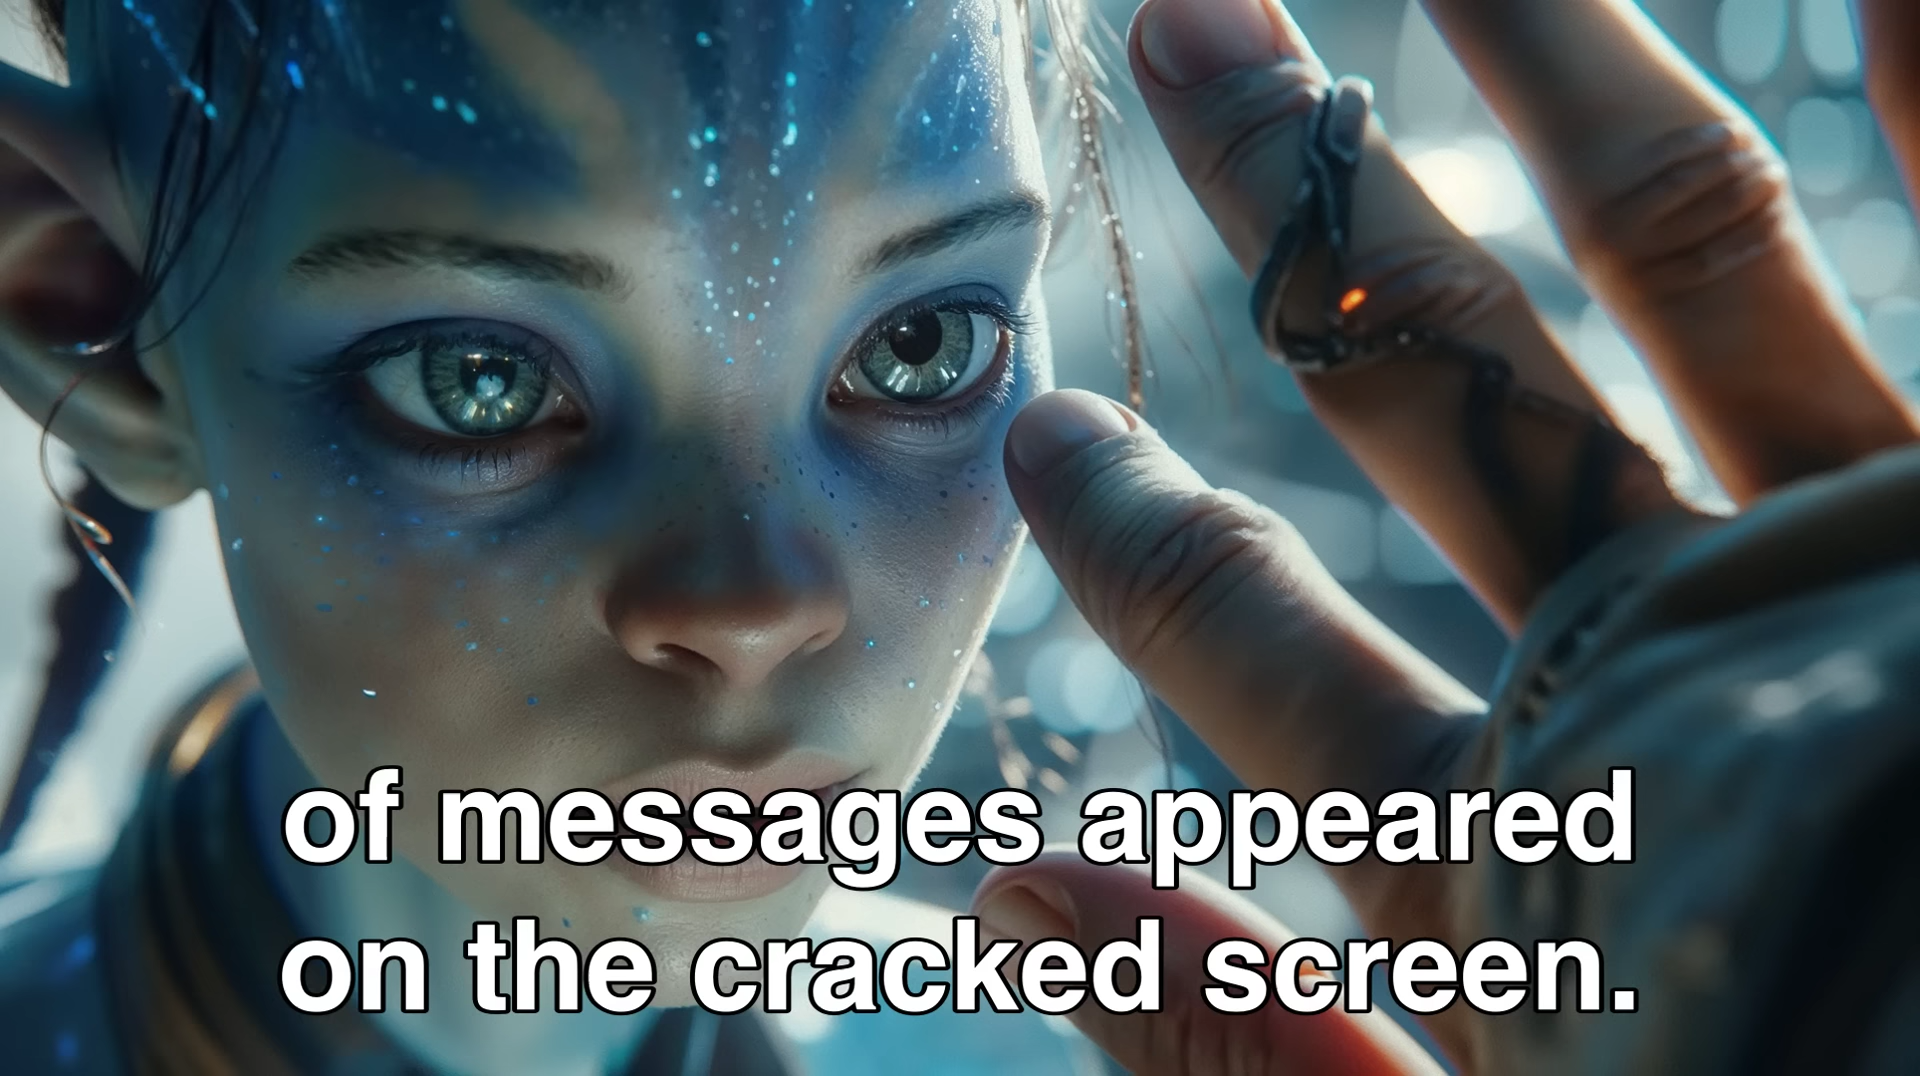 of messages appeared
on the cracked screen.